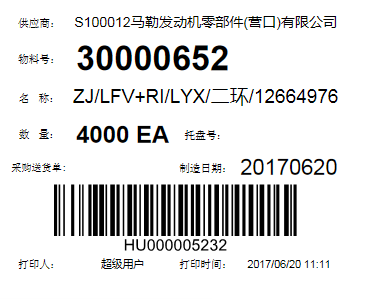 供应商： S100012马勒发动机零部件(营口)有限公司
物料号： 30000652
名 称： ZJ/LFV+RI/LYX/二环/12664976
数 量： 4000 EA 托盘号：
采购送货单： 制造日期： 20170620
HU000005232
打印人： 超级用户 打印时间： 2017/06/20 11:11